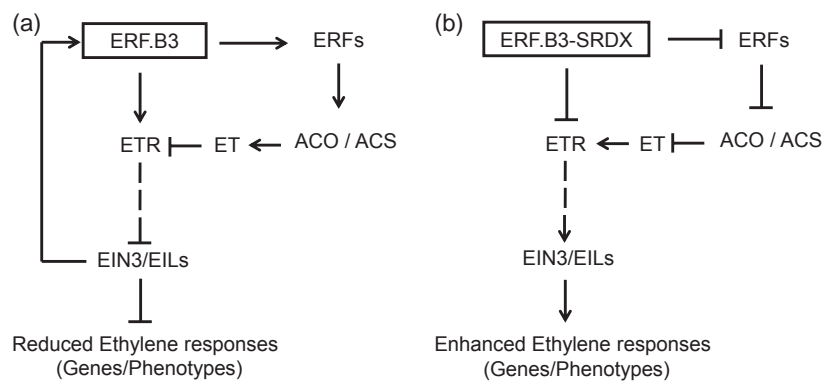 (a)
ERF.B3
ERFs
ETR
ET
ACO / ACS
EIN3/EILs
Reduced Ethylene responses
(Genes/Phenotypes)
(b)
ERF.B3-SRDX
ERFs
ETR
ET
ACO / ACS
EIN3/EILs
Enhanced Ethylene responses
(Genes/Phenotypes)